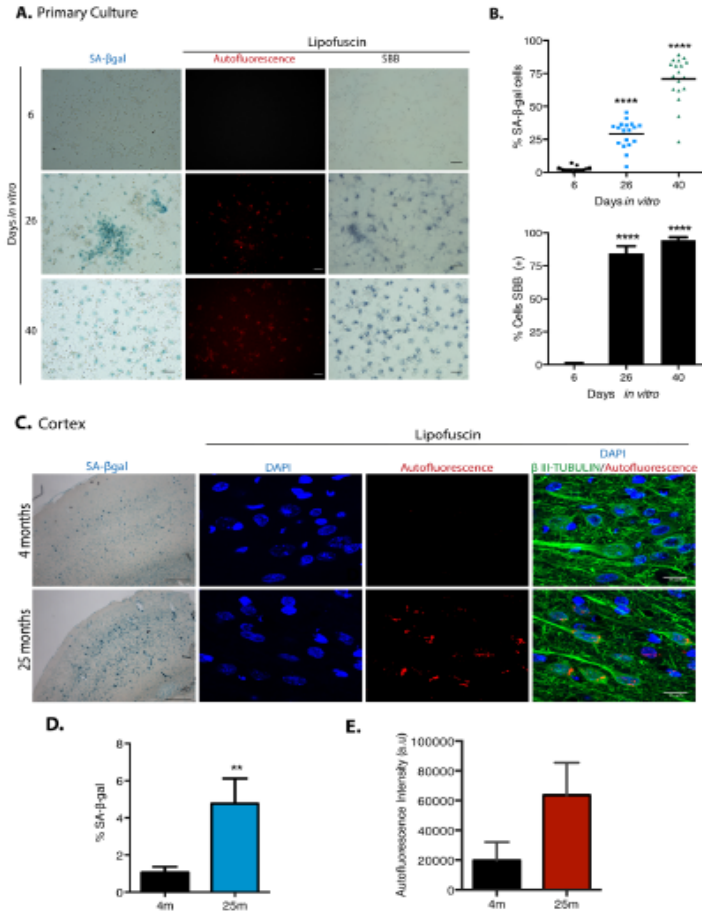 A. Primary Culture
Lipofuscin
SA-βgal
Autofluorescence
SBB
Days in vitro
6
26
40
B.
% SA-β-gal cells
100
75
50
25
0
****
****
6
26
40
Days in vitro
% Cells SBB (+)
100
75
50
25
0
****
****
6
26
40
Days in vitro
C. Cortex
Lipofuscin
SA-βgal
DAPI
Autofluorescence
DAPI
β III-TUBULIN/Autofluorescence
4 months
25 months
D.
% SA-β-gal
8
6
4
2
0
**
4m
25m
E.
Autofluorescence Intensity (a.u)
100000
80000
60000
40000
20000
0
4m
25m